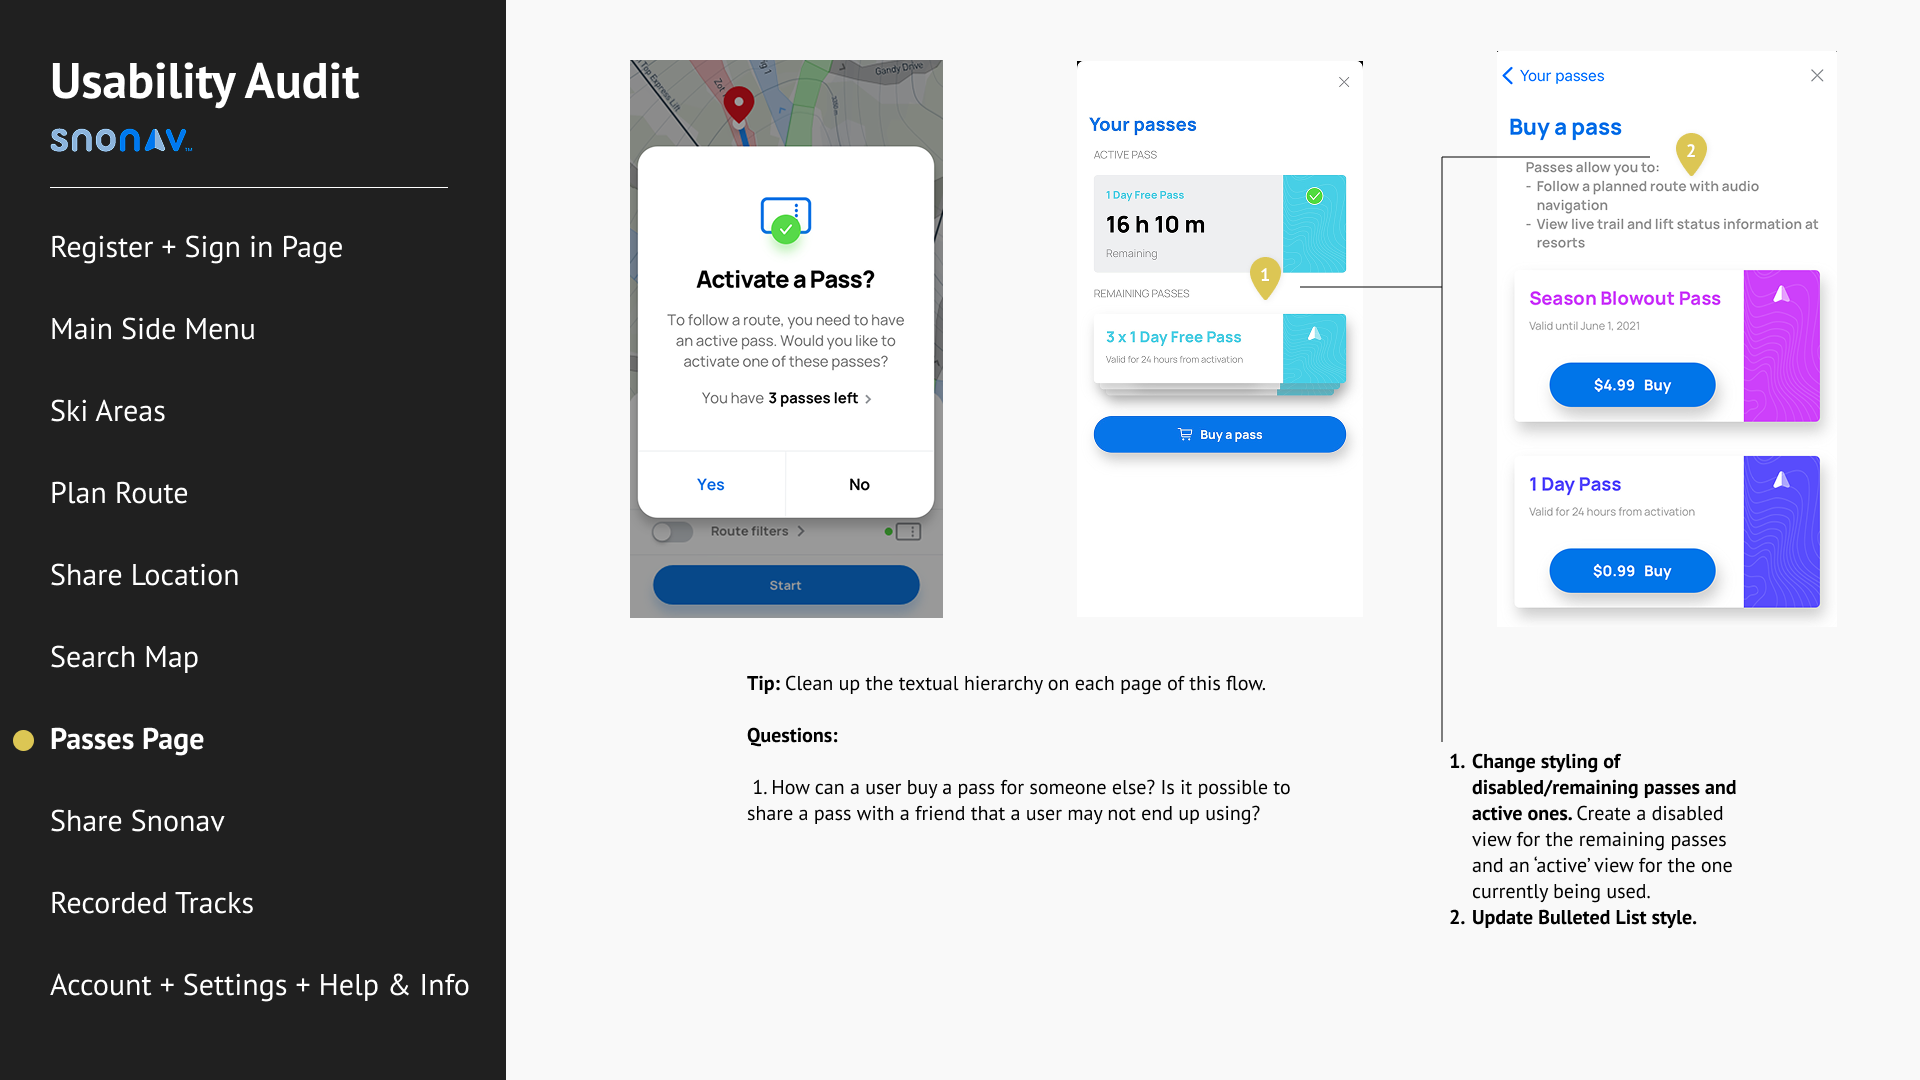 Usability Audit
snonav™
Register + Sign in Page
Main Side Menu
Ski Areas
Plan Route
Share Location
Search Map
Passes Page
Share Snonav
Recorded Tracks
Account + Settings + Help & Info
Top Express Lift
Zot
Gandy Drive
Activate a Pass?
To follow a route, you need to have
an active pass. Would you like to
activate one of these passes?
You have 3 passes left >
Yes
No
Route filters >
Start
Your passes
ACTIVE PASS
1 Day Free Pass
16 h 10 m
Remaining
1
REMAINING PASSES
3 x 1 Day Free Pass
Valid for 24 hours from activation
Buy a pass
Your passes
Buy a pass
2
Passes allow you to:
- Follow a planned route with audio
navigation
- View live trail and lift status information at
resorts
Season Blowout Pass
Valid until June 1, 2021
$4.99 Buy
1 Day Pass
Valid for 24 hours from activation
$0.99 Buy
Tip: Clean up the textual hierarchy on each page of this flow.
Questions:
1. How can a user buy a pass for someone else? Is it possible to
share a pass with a friend that a user may not end up using?
1. Change styling of
disabled/remaining passes and
active ones. Create a disabled
view for the remaining passes
and an ‘active’ view for the one
currently being used.
2. Update Bulleted List style.